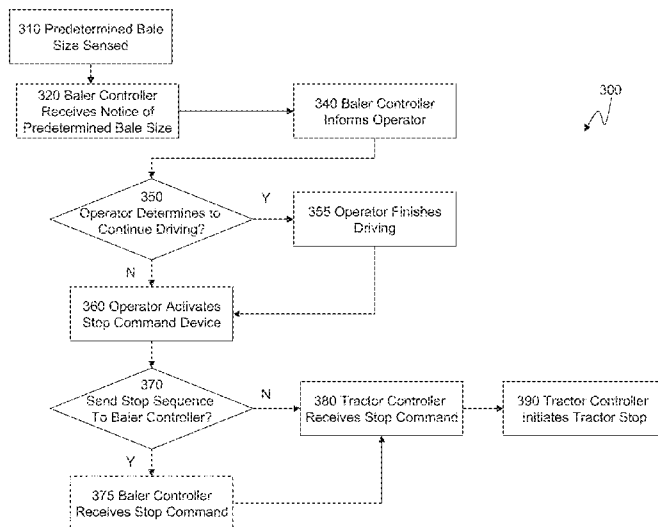 310 Predetermined Bale
Size Sensed
320 Baler Controller
Receives Notice of
Predetermined Bale Size
340 Baler Controller
Informs Operator
300
350
Operator Determines to
Continue Driving?
Y
355 Operator Finishes
Driving
N
360 Operator Activates
Stop Command Device
370
Send Stop Sequence
To Baler Controller?
N
380 Tractor Controller
Receives Stop Command
390 Tractor Controller
Initiates Tractor Stop
Y
375 Baler Controller
Receives Stop Command